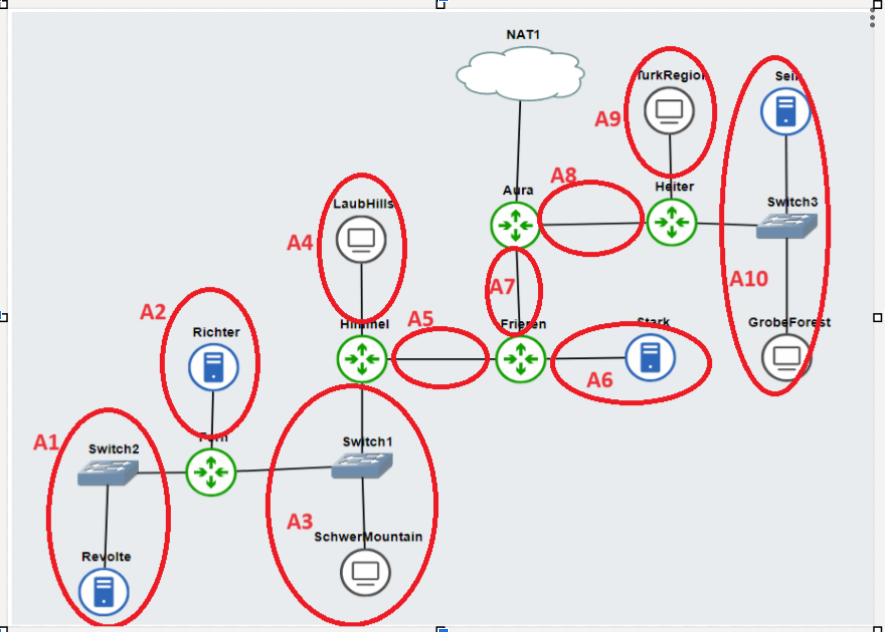 NAT1
TurkRegion
Sein
A9
A8
Aura
Heiter
Switch3
LaubHills
A4
A10
A7
A2
Richter
Himmel
A5
Frieren
Stark
GrobeForest
A6
A1
Switch2
Fern
Switch1
A3
SchwerMountain
Revolte